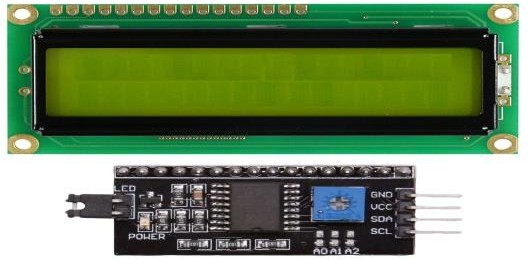 LED
GND
VCC
SDA
SCL
POWER
A0 A1 A2